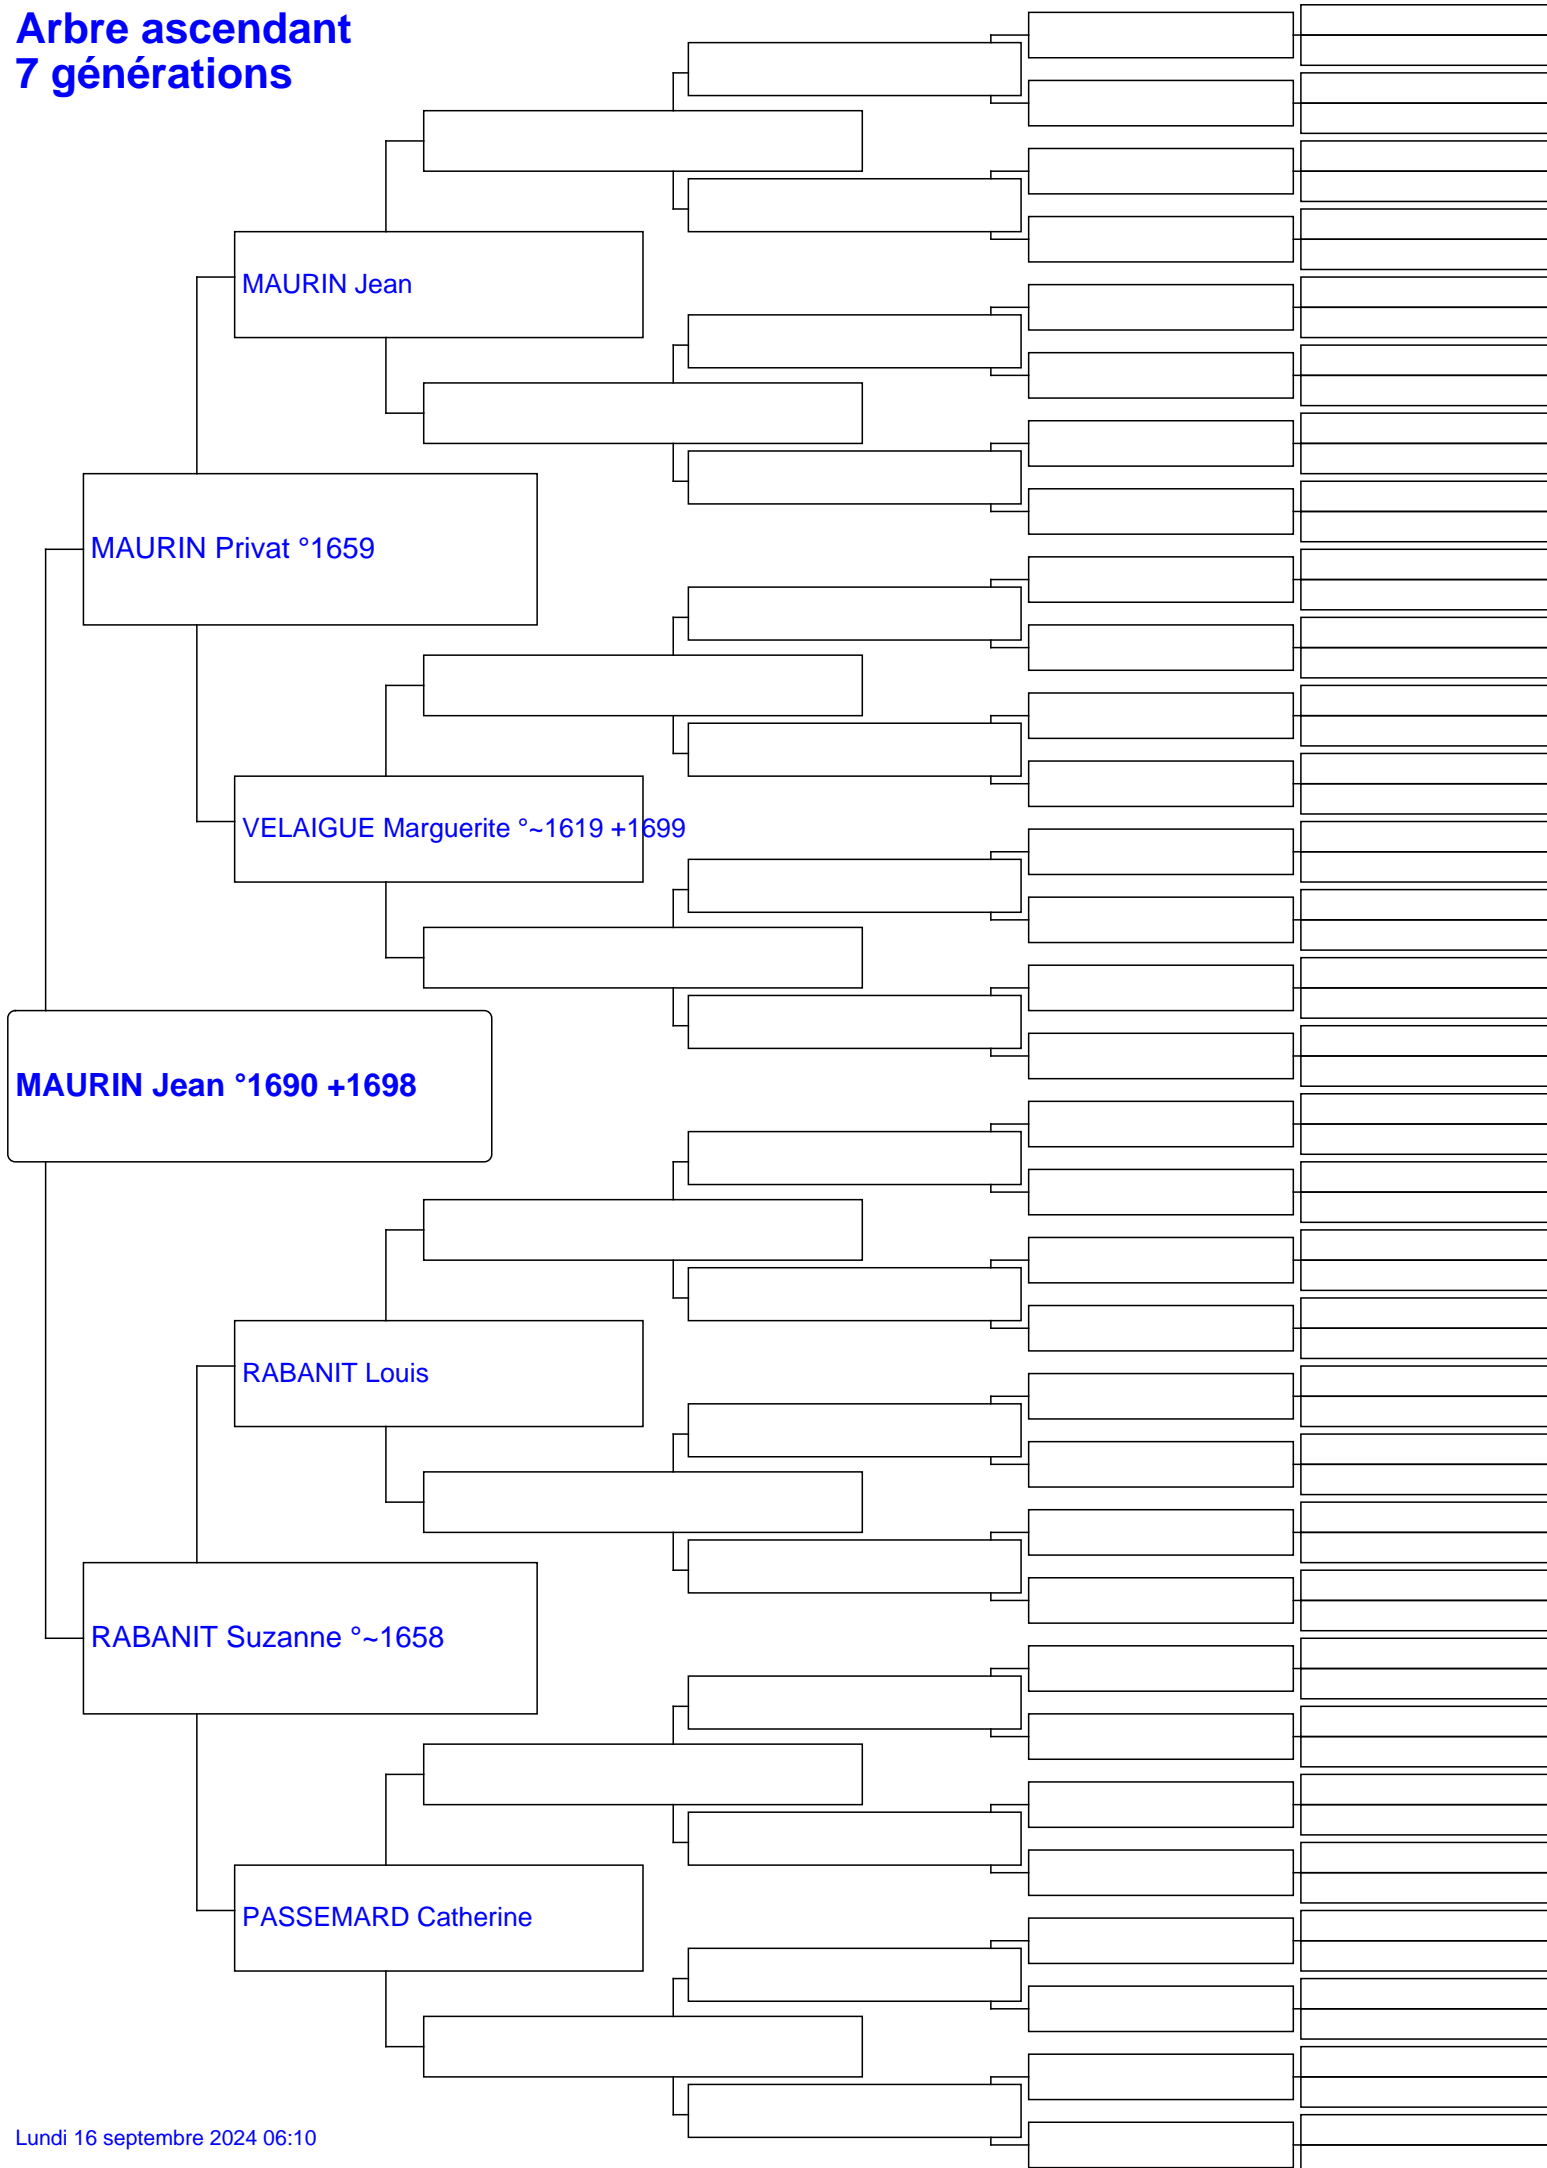 Arbre ascendant
7 générations
MAURIN Jean
MAURIN Privat °1659
VELAIGUE Marguerite °~1619 +1699
MAURIN Jean °1690 +1698
RABANIT Louis
RABANIT Suzanne °~1658
PASSEMARD Catherine
Lundi 16 septembre 2024 06:10